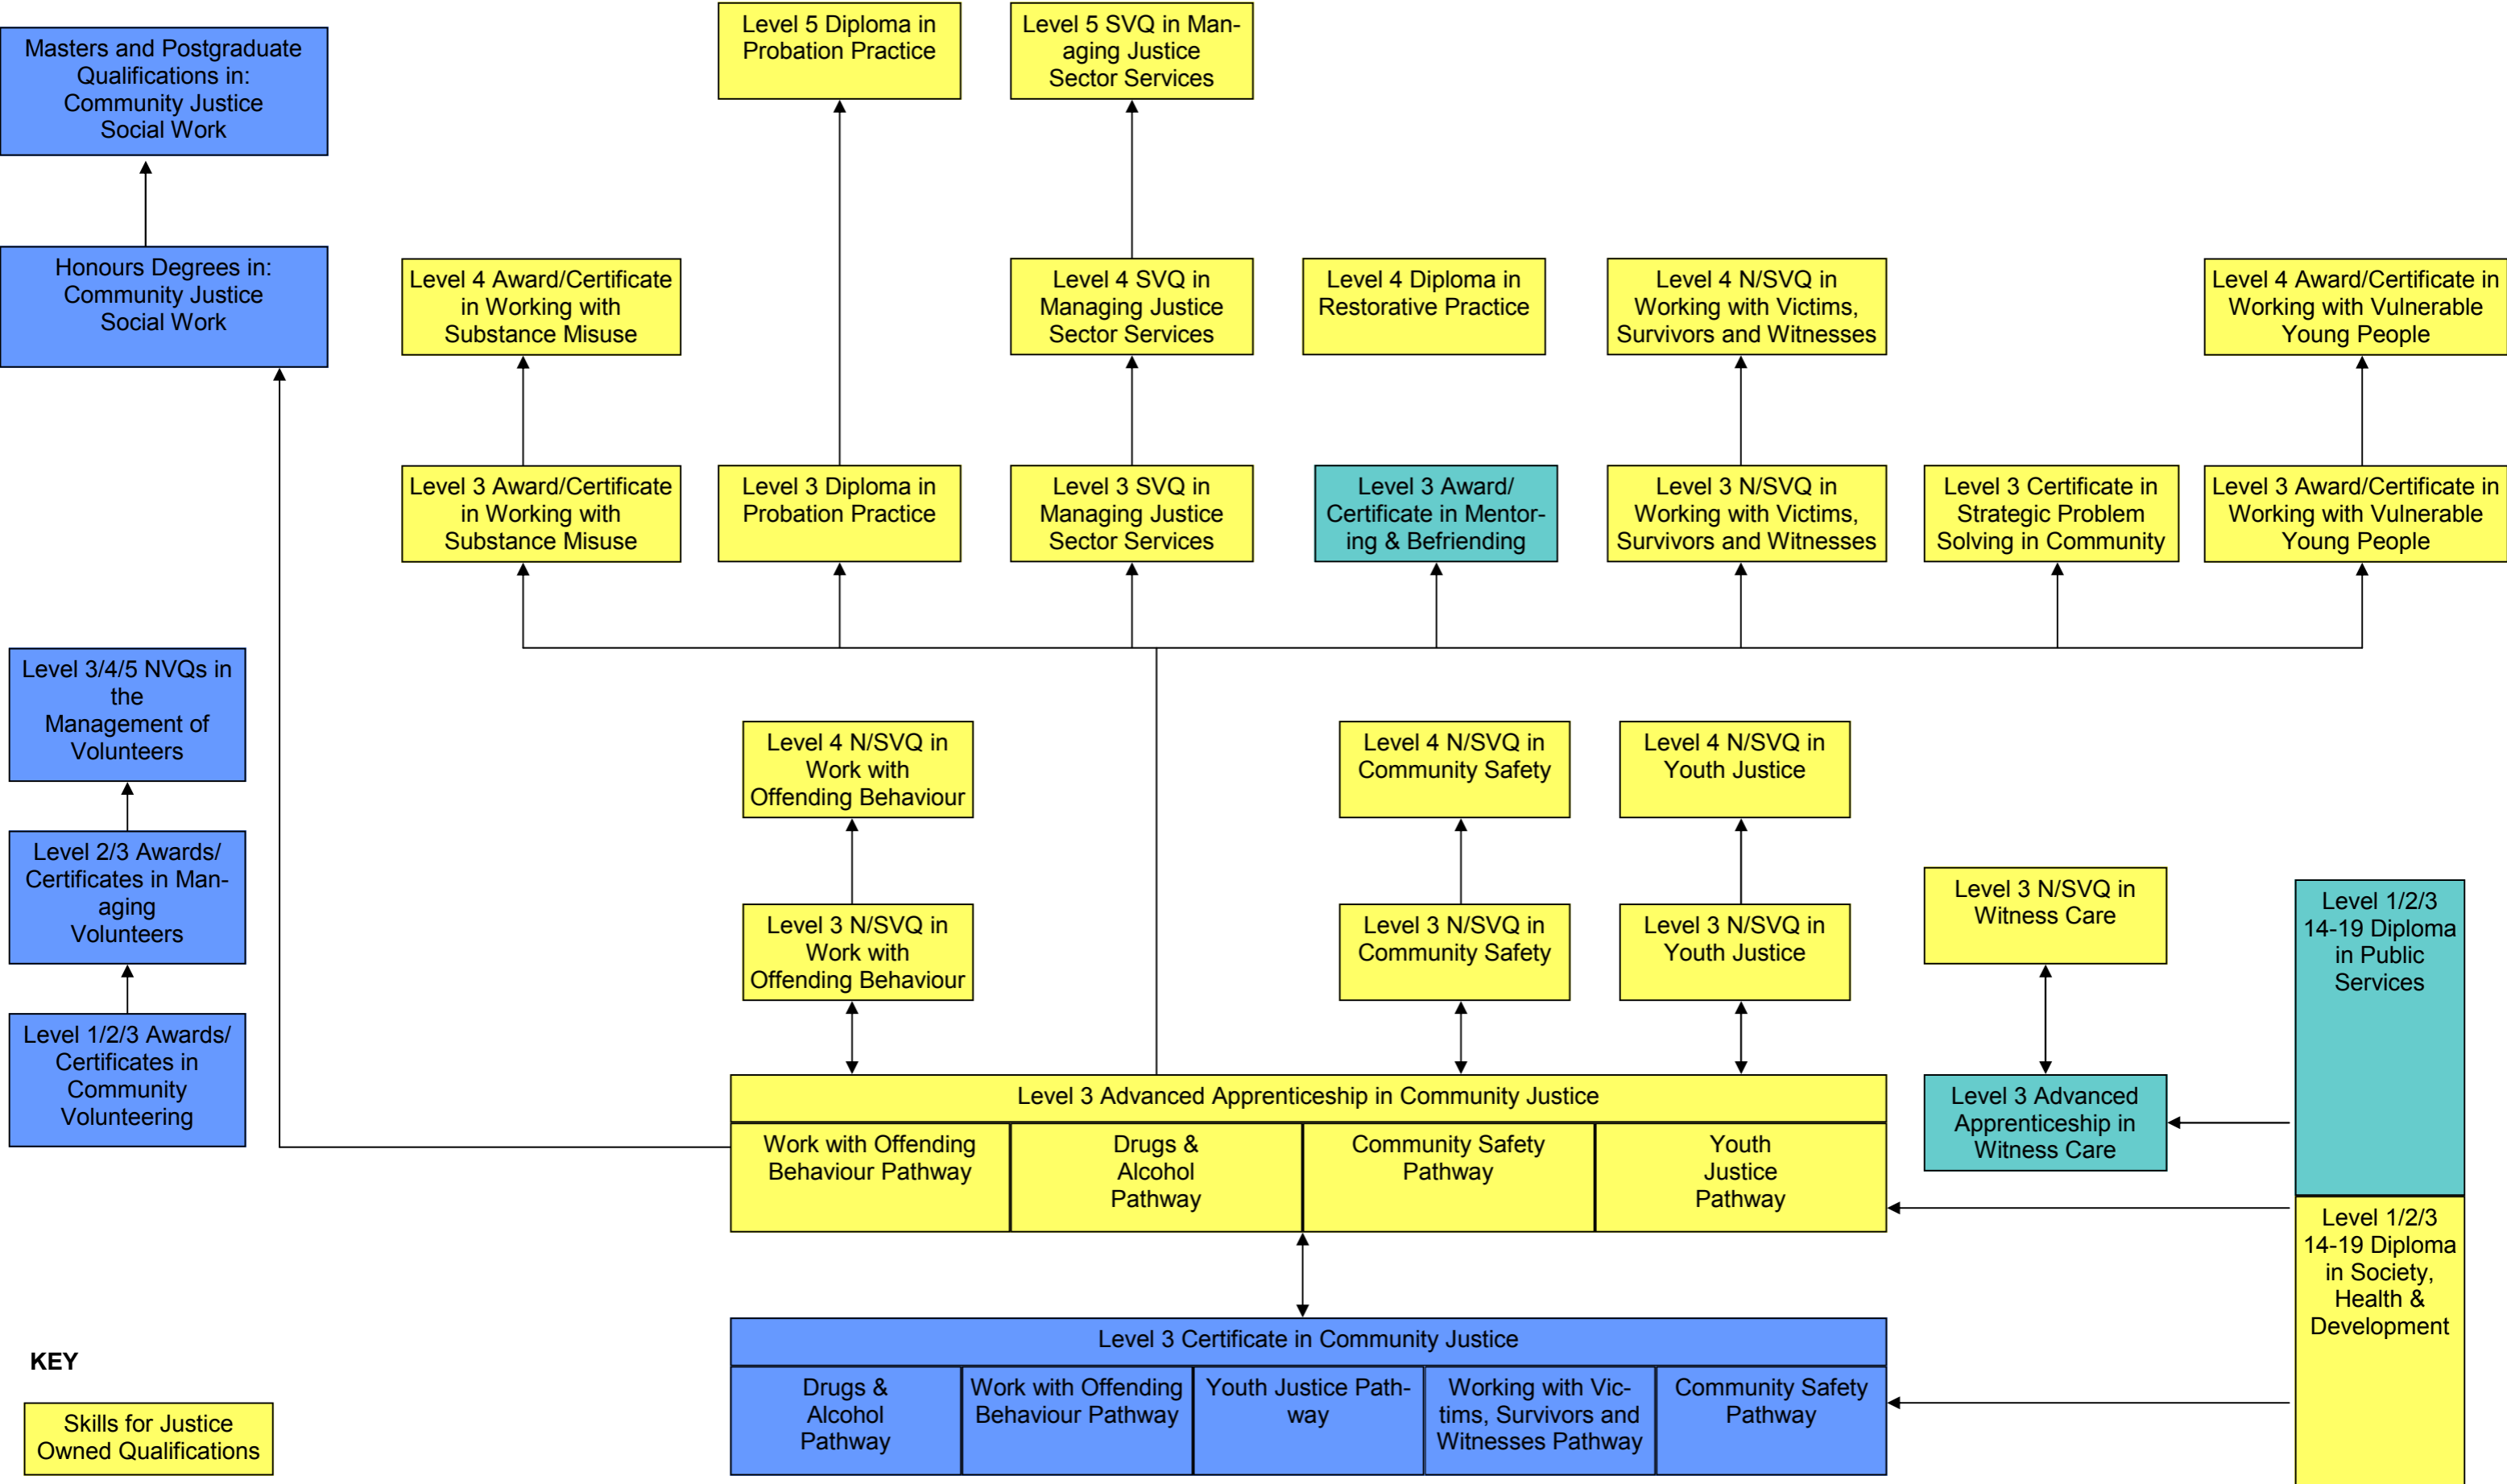 Masters and Postgraduate
Qualifications in:
Community Justice
Social Work
Level 5 Diploma in
Probation Practice
Level 5 SVQ in Man-
aging Justice
Sector Services
Honours Degrees in:
Community Justice
Social Work
Level 4 Award/Certificate
in Working with
Substance Misuse
Level 4 SVQ in
Managing Justice
Sector Services
Level 4 Diploma in
Restorative Practice
Level 4 N/SVQ in
Working with Victims,
Survivors and Witnesses
Level 4 Award/Certificate in
Working with Vulnerable
Young People
Level 3 Award/Certificate
in Working with
Substance Misuse
Level 3 Diploma in
Probation Practice
Level 3 SVQ in
Managing Justice
Sector Services
Level 3 Award/
Certificate in Mentor-
ing & Befriending
Level 3 N/SVQ in
Working with Victims,
Survivors and Witnesses
Level 3 Certificate in
Strategic Problem
Solving in Community
Level 3 Award/Certificate in
Working with Vulnerable
Young People
Level 3/4/5 NVQs in
the
Management of
Volunteers
Level 4 N/SVQ in
Work with
Offending Behaviour
Level 4 N/SVQ in
Community Safety
Level 4 N/SVQ in
Youth Justice
Level 2/3 Awards/
Certificates in Man-
aging
Volunteers
Level 3 N/SVQ in
Work with
Offending Behaviour
Level 3 N/SVQ in
Community Safety
Level 3 N/SVQ in
Youth Justice
Level 3 N/SVQ in
Witness Care
Level 1/2/3
14-19 Diploma
in Public
Services
Level 1/2/3 Awards/
Certificates in
Community
Volunteering
Level 3 Advanced Apprenticeship in Community Justice
Work with Offending
Behaviour Pathway
Drugs &
Alcohol
Pathway
Community Safety
Pathway
Youth
Justice
Pathway
Level 3 Advanced
Apprenticeship in
Witness Care
Level 1/2/3
14-19 Diploma
in Society,
Health &
Development
Level 3 Certificate in Community Justice
Drugs &
Alcohol
Pathway
Work with Offending
Behaviour Pathway
Youth Justice Path-
way
Working with Vic-
tims, Survivors and
Witnesses Pathway
Community Safety
Pathway
KEY
Skills for Justice
Owned Qualifications